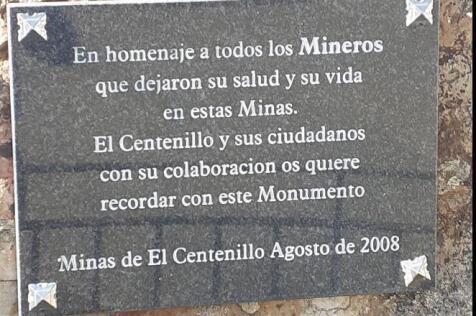 En homenaje a todos los Mineros
que dejaron su salud y su vida
en estas Minas.
El Centenillo y sus ciudadanos
con su colaboracion os quiere
recordar con este Monumento
Minas de El Centenillo Agosto de 2008